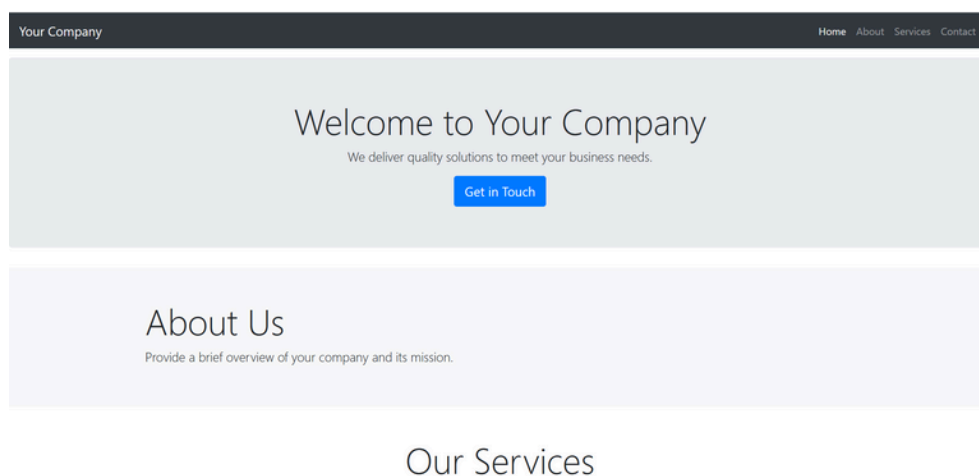 Your Company
Home About Services Contact
Welcome to Your Company
We deliver quality solutions to meet your business needs.
Get in Touch
About Us
Provide a brief overview of your company and its mission.
Our Services